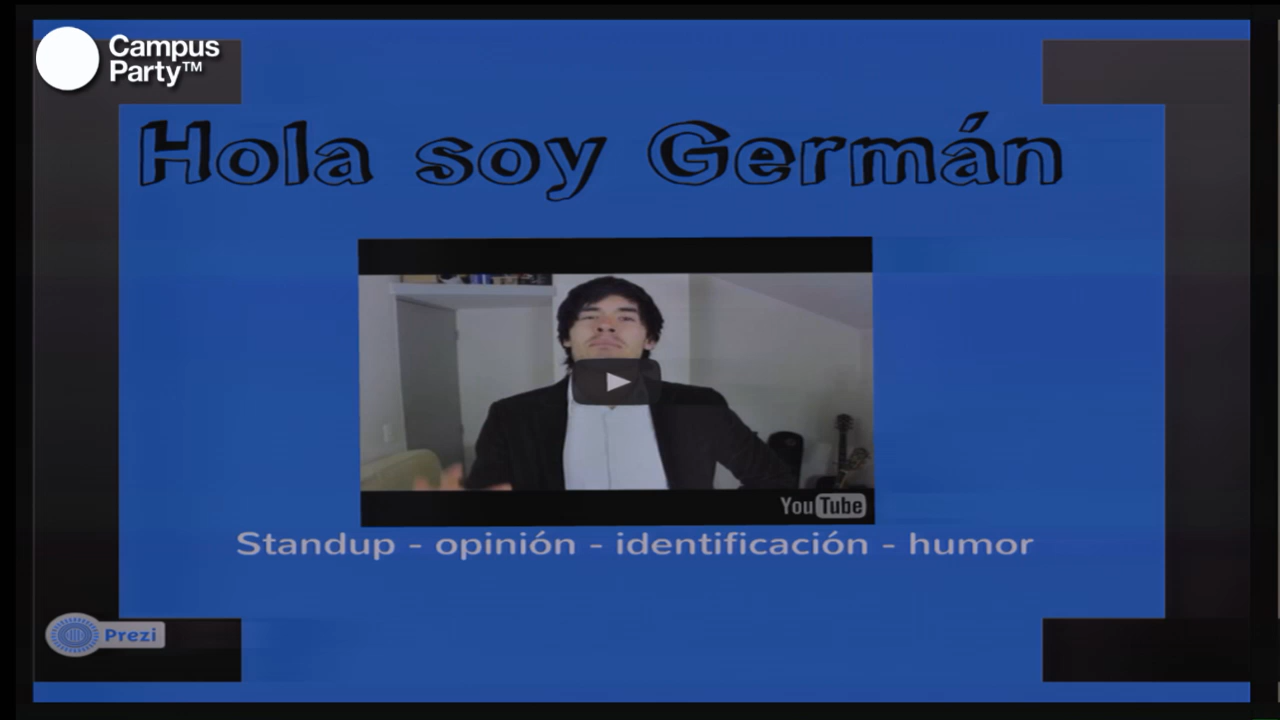 Campus
Party™
Hola soy Germán
YouTube
Standup - opinión - identificación - humor
Prezi